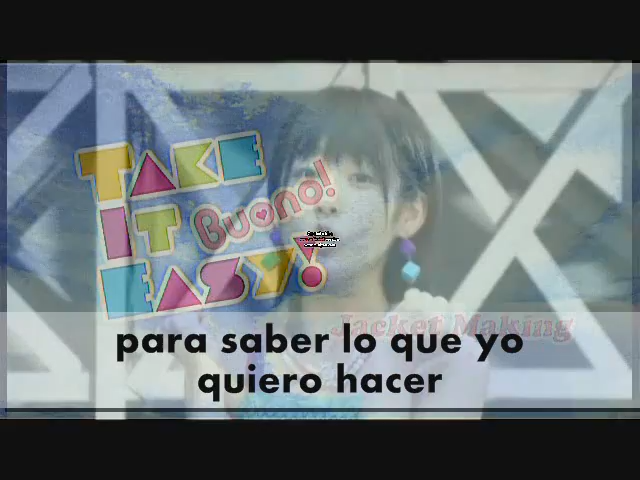 TAKE
IT
Buono!
EASY!
Jacket Making
para saber lo que yo
quiero hacer